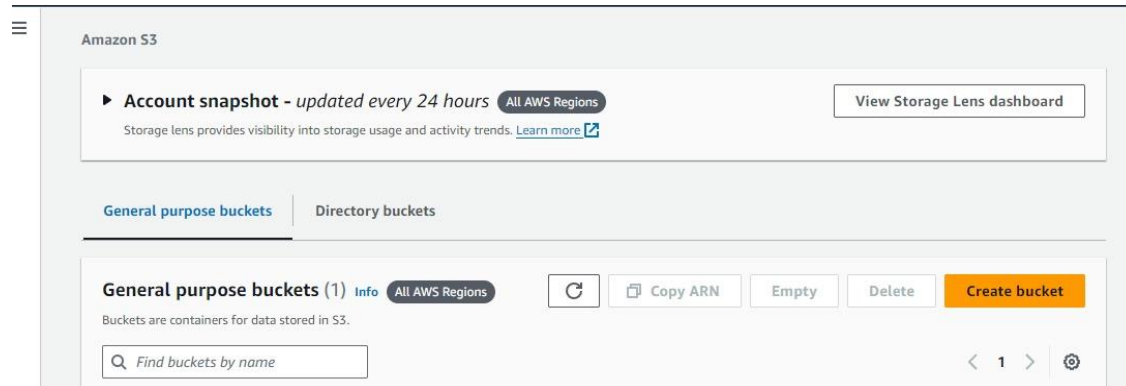 Amazon S3
Account snapshot - updated every 24 hours All AWS Regions View Storage Lens dashboard
Storage lens provides visibility into storage usage and activity trends. Learn more
General purpose buckets Directory buckets
General purpose buckets (1) Info All AWS Regions Copy ARN Empty Delete Create bucket
Buckets are containers for data stored in S3.
Find buckets by name 1